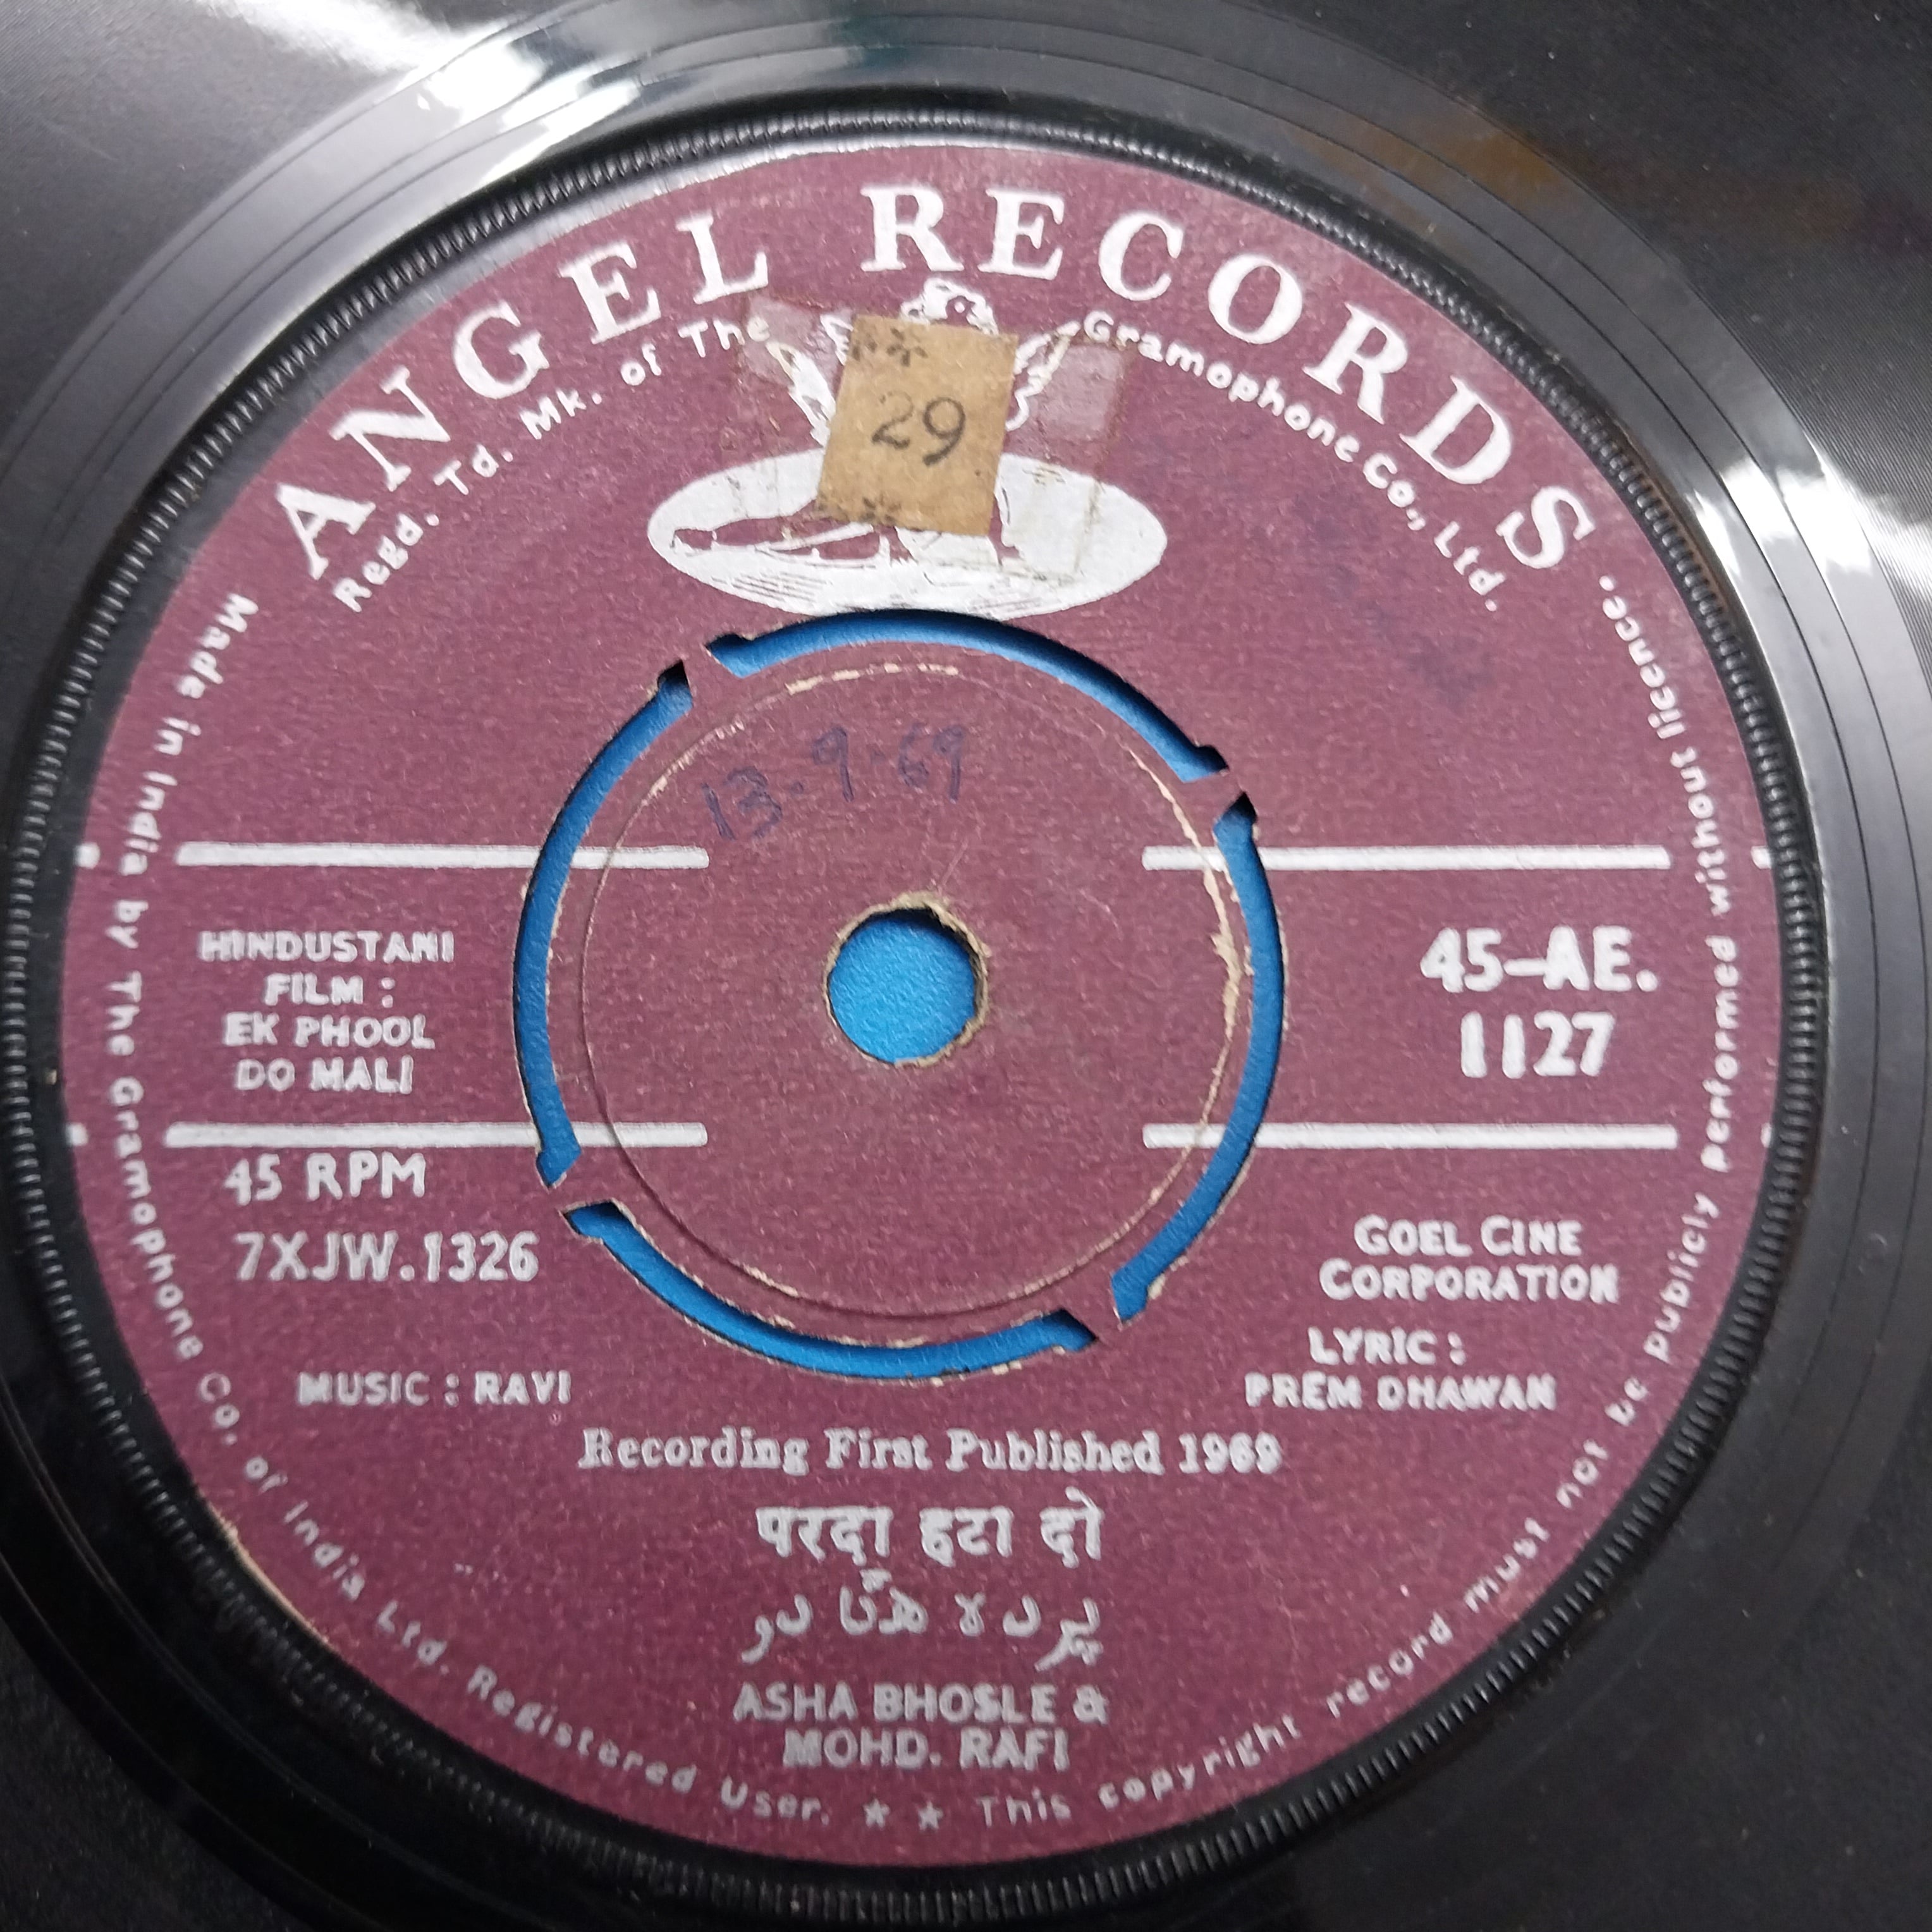 ANGEL RECORDS
Regd. Td. Mk. of The Gramophone Co., Ltd.
29
13-9-69
HINDUSTANI
FILM :
EK PHOOL
DO MALI
45-AE.
1127
45 RPM
7XJW.1326
GOEL CINE
CORPORATION
LYRIC :
PREM DHAWAN
MUSIC : RAVI
Recording First Published 1969
परदा हटा दो
پردہ ھٹا دو
ASHA BHOSLE &
MOHD. RAFI
Made in India by The Gramophone Co. of India Ltd. Registered User. ★ ★ This copyright record must not be publicly performed without licence.